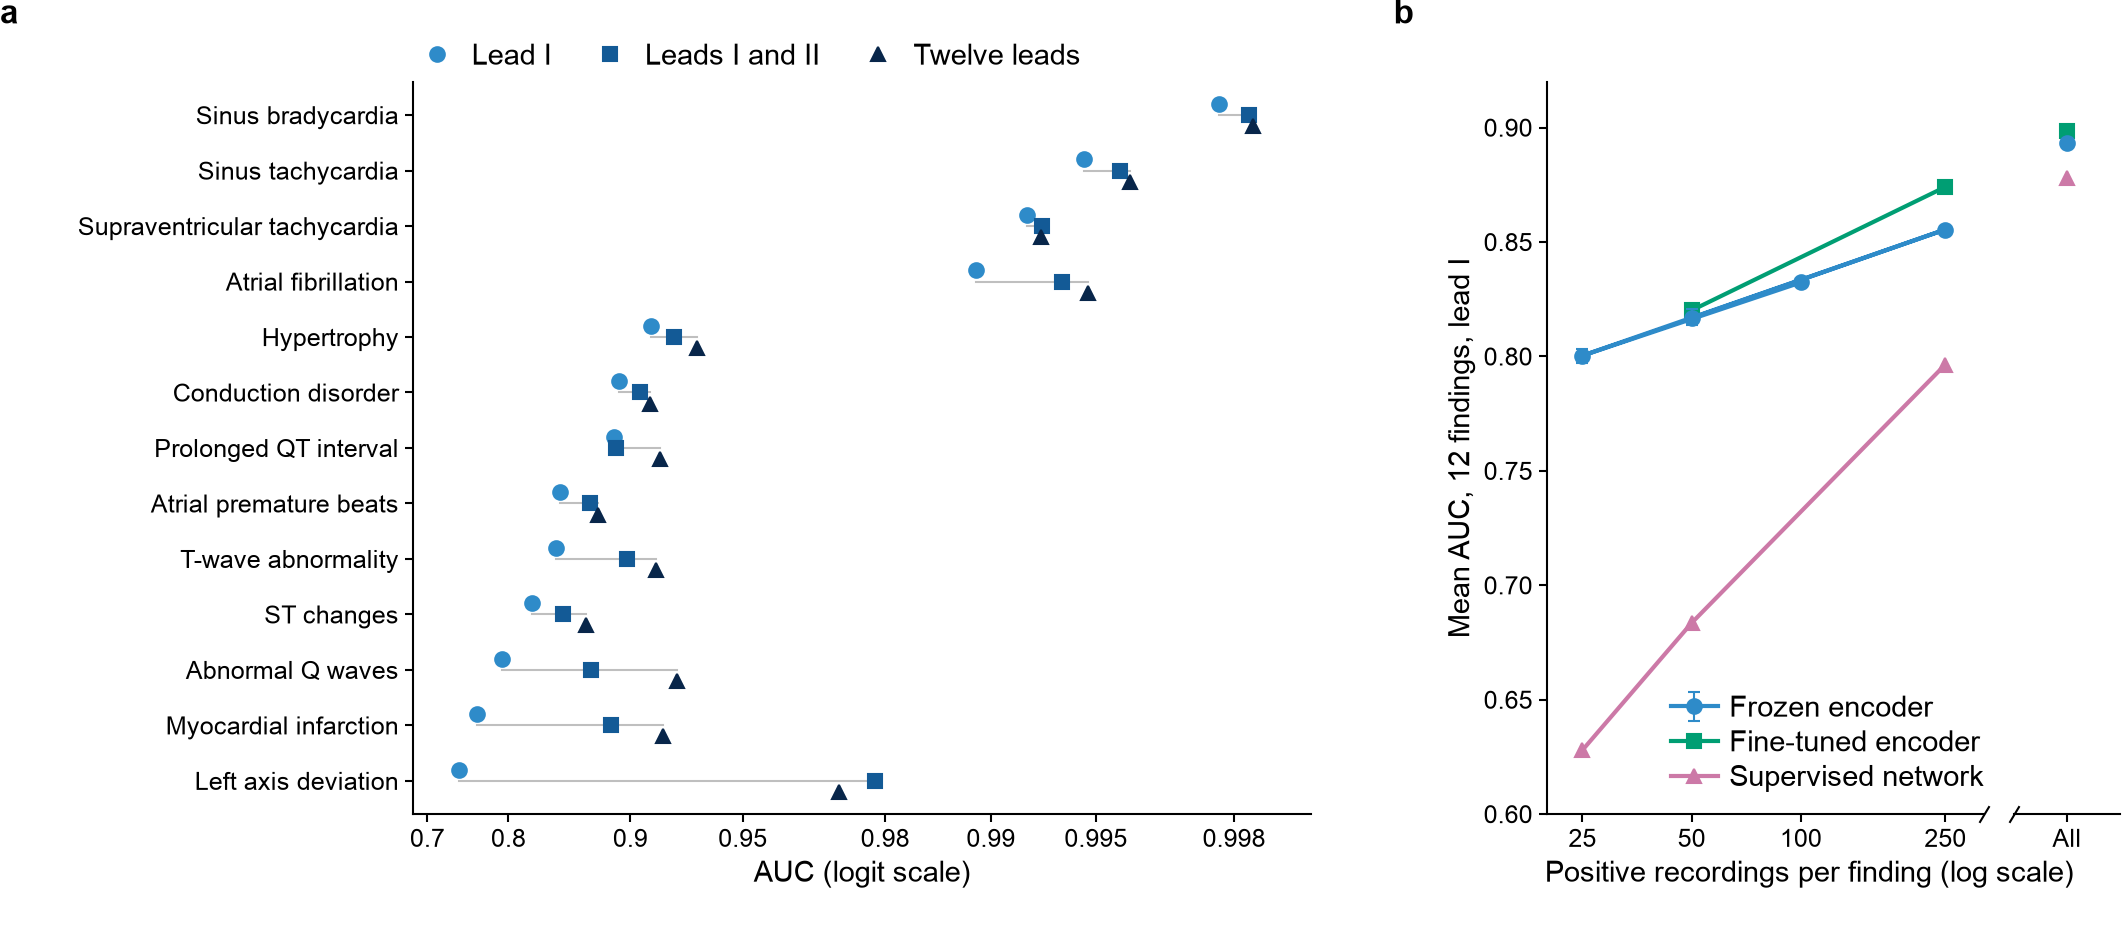 a
Lead I
Leads I and II
Twelve leads
Sinus bradycardia
Sinus tachycardia
Supraventricular tachycardia
Atrial fibrillation
Hypertrophy
Conduction disorder
Prolonged QT interval
Atrial premature beats
T-wave abnormality
ST changes
Abnormal Q waves
Myocardial infarction
Left axis deviation
0.7 0.8 0.9 0.95 0.98 0.99 0.995 0.998
AUC (logit scale)
b
Mean AUC, 12 findings, lead I
0.90
0.85
0.80
0.75
0.70
0.65
0.60
Frozen encoder
Fine-tuned encoder
Supervised network
25 50 100 250 All
Positive recordings per finding (log scale)